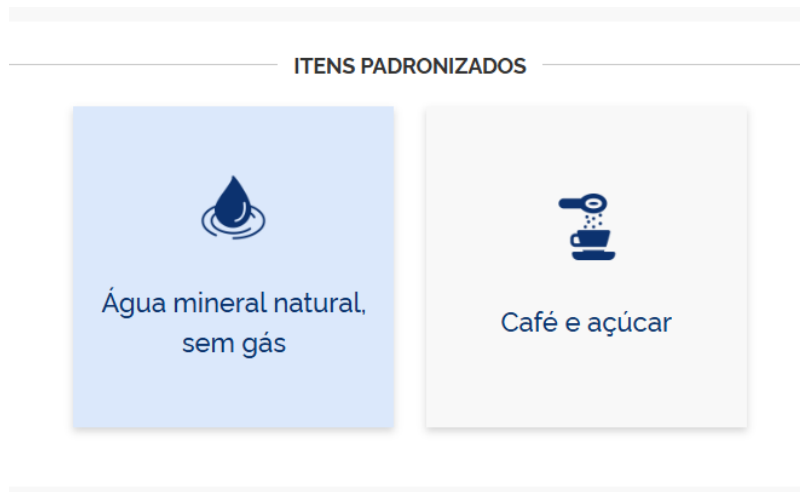 ITENS PADRONIZADOS
Água mineral natural,
sem gás
Café e açúcar